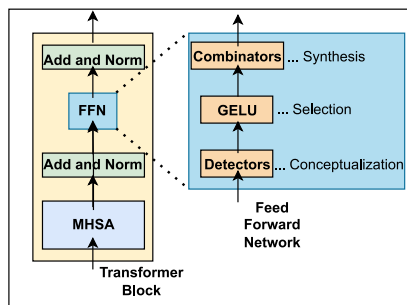 Add and Norm
FFN
Add and Norm
MHSA
Transformer
Block
Combinators ... Synthesis
GELU ... Selection
Detectors ... Conceptualization
Feed
Forward
Network